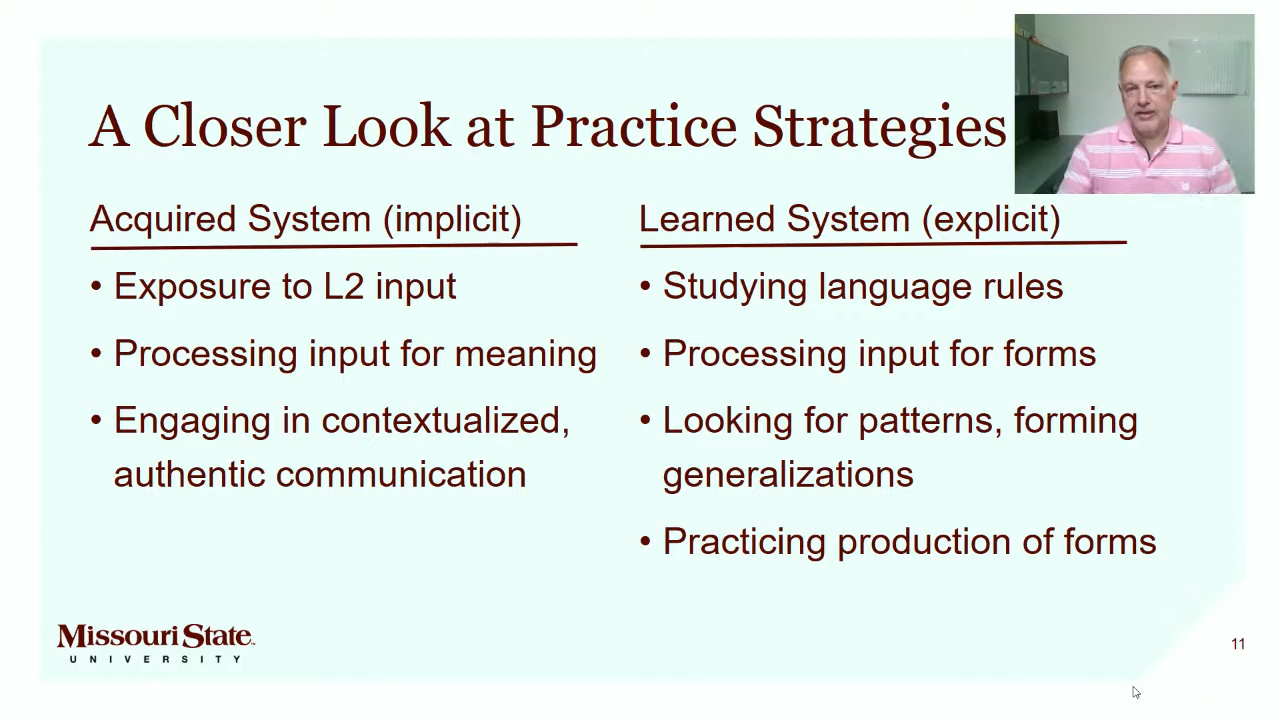 A Closer Look at Practice Strategies
Acquired System (implicit)
• Exposure to L2 input
• Processing input for meaning
• Engaging in contextualized,
authentic communication
Learned System (explicit)
• Studying language rules
• Processing input for forms
• Looking for patterns, forming
generalizations
• Practicing production of forms
Missouri State™
UNIVERSITY
11